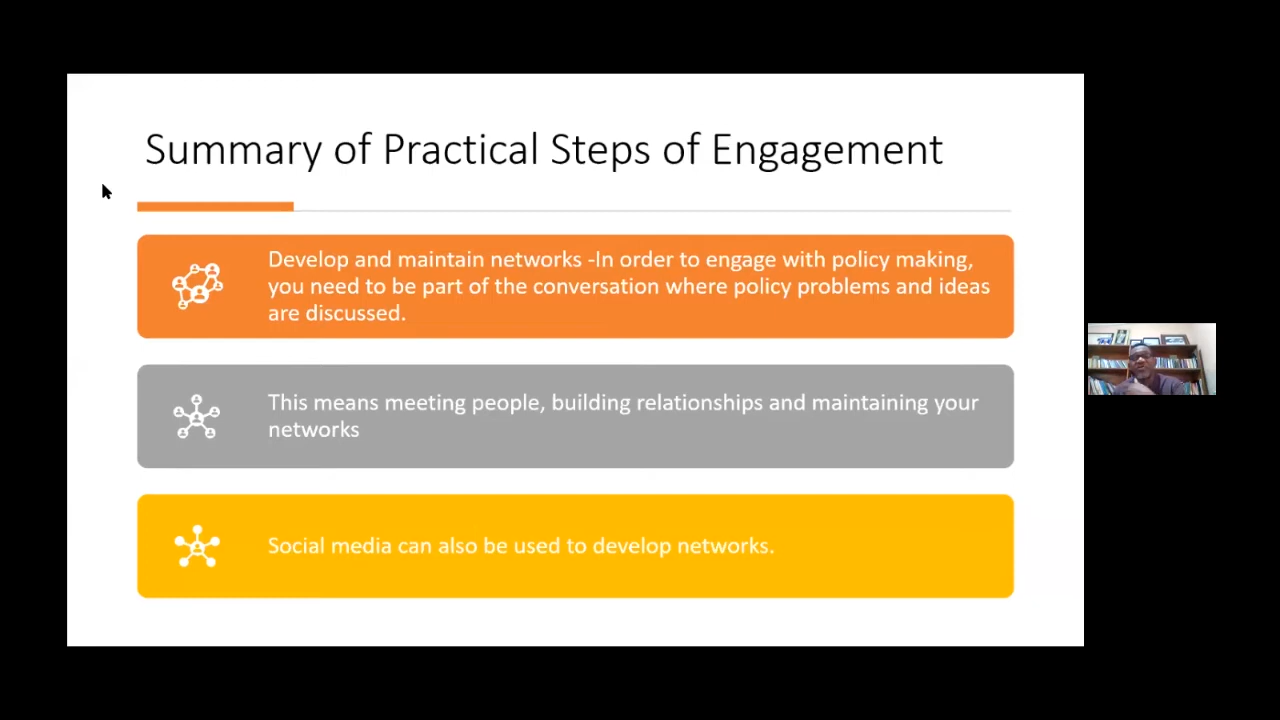 Summary of Practical Steps of Engagement
Develop and maintain networks -In order to engage with policy making,
you need to be part of the conversation where policy problems and ideas
are discussed.
This means meeting people, building relationships and maintaining your
networks
Social media can also be used to develop networks.